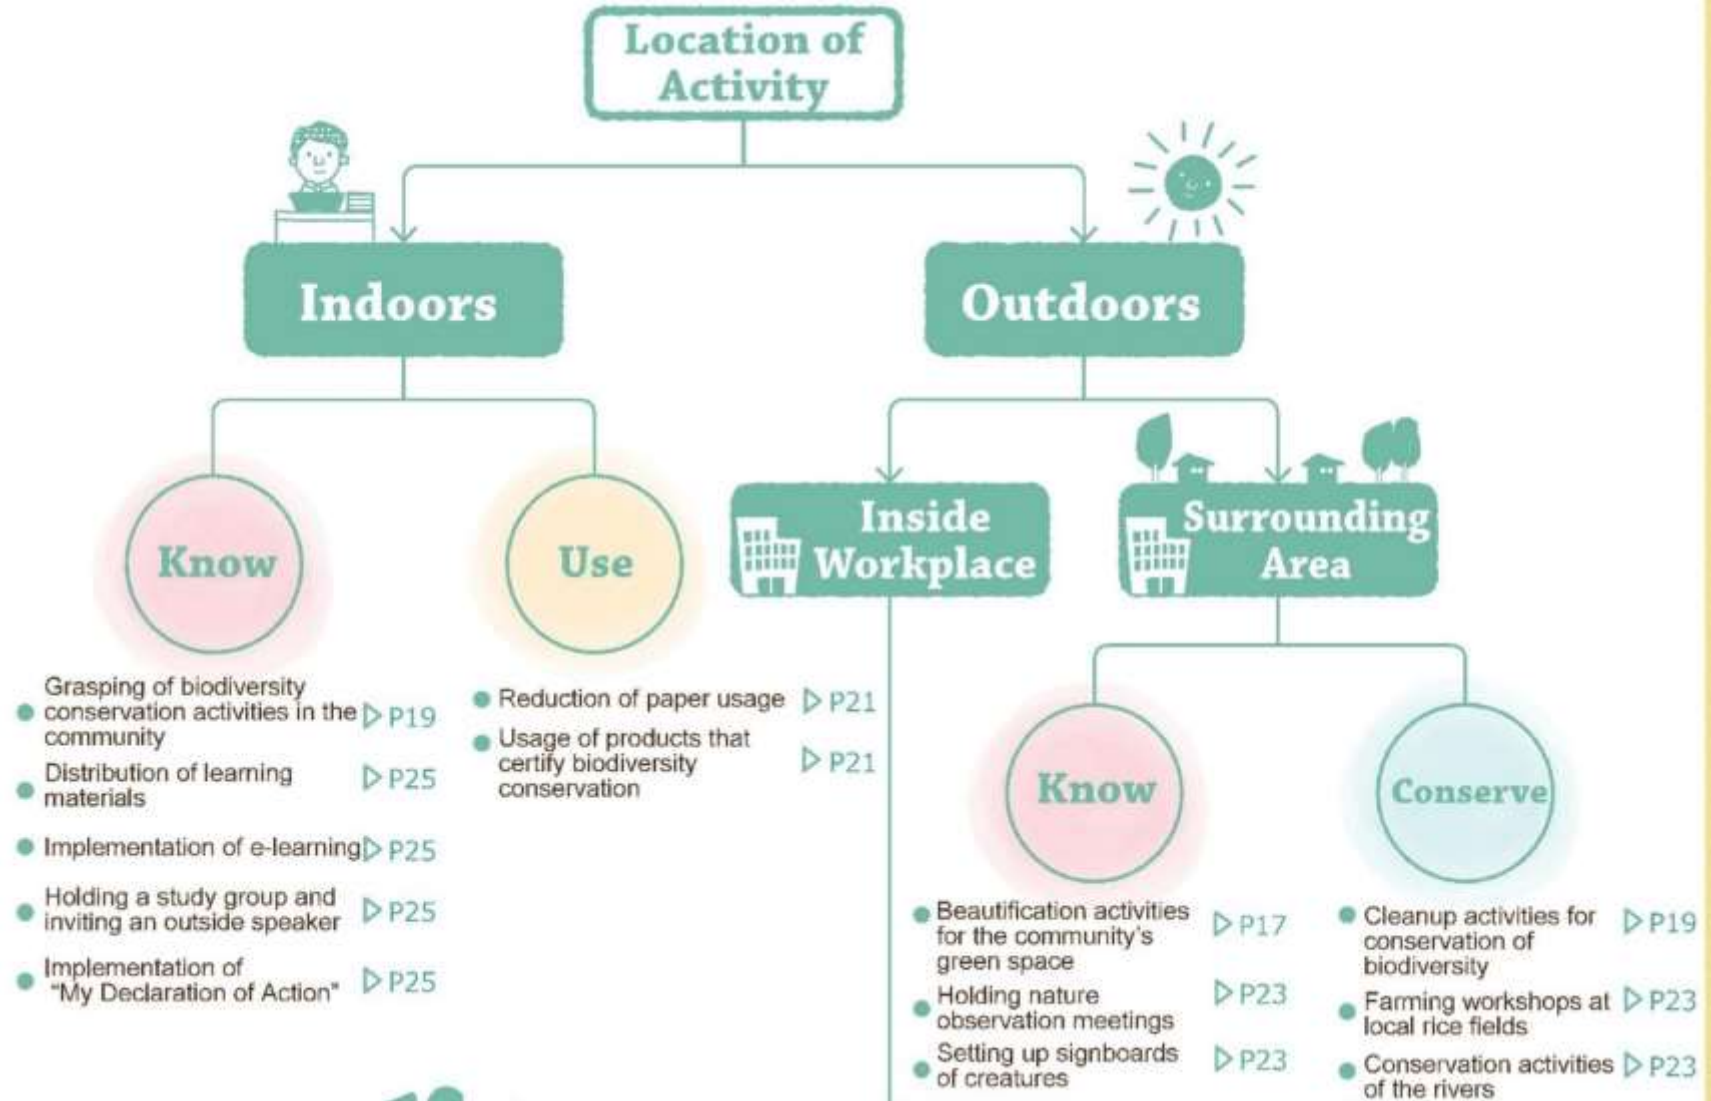 Location of
Activity
Indoors
Outdoors
Know
Use
Inside
Workplace
Surrounding
Area
Grasping of biodiversity
conservation activities in the
community
P19
Distribution of learning
materials
P25
Implementation of e-learning
P25
Holding a study group and
inviting an outside speaker
P25
Implementation of
“My Declaration of Action”
P25
Reduction of paper usage
P21
Usage of products that
certify biodiversity
conservation
P21
Know
Conserve
Beautification activities
for the community's
green space
P17
Holding nature
observation meetings
P23
Setting up signboards
of creatures
P23
Cleanup activities for
conservation of
biodiversity
P19
Farming workshops at
local rice fields
P23
Conservation activities
of the rivers
P23